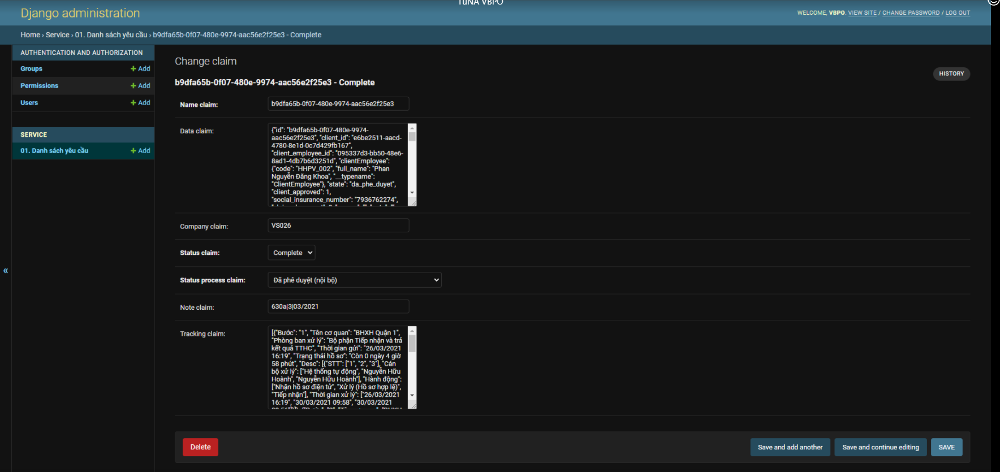 TuNA VBPO
Django administration
WELCOME, VBPO. VIEW SITE / CHANGE PASSWORD / LOG OUT
Home › Service › 01. Danh sách yêu cầu › b9dfa65b-0f07-480e-9974-aac56e2f25e3 - Complete
AUTHENTICATION AND AUTHORIZATION
Groups + Add
Permissions + Add
Users + Add
SERVICE
01. Danh sách yêu cầu + Add
«
Change claim
HISTORY
b9dfa65b-0f07-480e-9974-aac56e2f25e3 - Complete
Name claim: b9dfa65b-0f07-480e-9974-aac56e2f25e3
Data claim:
{"id": "b9dfa65b-0f07-480e-9974-
aac56e2f25e3", "client_id": "e6be2511-aacd-
4780-8e1d-0c7d429fb167",
"client_employee_id": "095337d3-bb50-48e6-
8ad1-4db7b6d3251d", "clientEmployee":
{"code": "HHPV_002", "full_name": "Phan
Nguyễn Đăng Khoa", "__typename":
"ClientEmployee"}, "state": "da_phe_duyet",
"client_approved": 1,
"social_insurance_number": "7936762274",
Company claim: VS026
Status claim: Complete
Status process claim: Đã phê duyệt (nội bộ)
Note claim: 630a|3|03/2021
Tracking claim:
[{"Bước": "1", "Tên cơ quan": "BHXH Quận 1",
"Phòng ban xử lý": "Bộ phận Tiếp nhận và trả
kết quả TTHC", "Thời gian gửi": "26/03/2021
16:19", "Trạng thái hồ sơ": "Còn 0 ngày 4 giờ
58 phút", "Desc": [{"STT": ["1", "2", "3"], "Cán
bộ xử lý": ["Hệ thống tự động", "Nguyễn Hữu
Hoành", "Nguyễn Hữu Hoành"], "Hành động":
["Nhận hồ sơ điện tử", "Xử lý (Hồ sơ hợp lệ)",
"Tiếp nhận"], "Thời gian xử lý": ["26/03/2021
16:19", "30/03/2021 09:58", "30/03/2021
Delete
Save and add another
Save and continue editing
SAVE